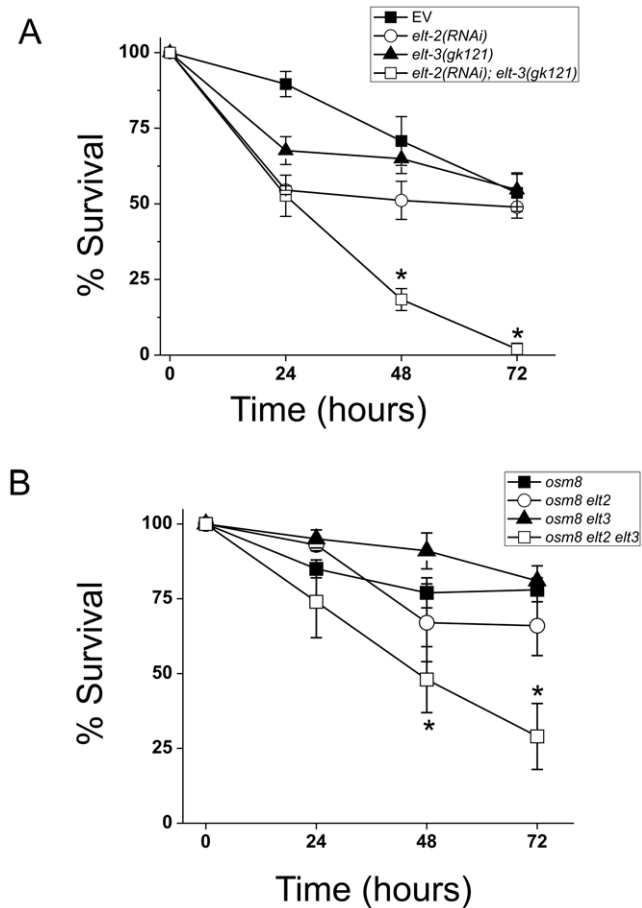 A
EV
elt-2(RNAi)
elt-3(gk121)
elt-2(RNAi); elt-3(gk121)
100
75
50
25
0
% Survival
*
*
0 24 48 72
Time (hours)
B
osm8
osm8 elt2
osm8 elt3
osm8 elt2 elt3
100
75
50
25
0
% Survival
*
*
0 24 48 72
Time (hours)